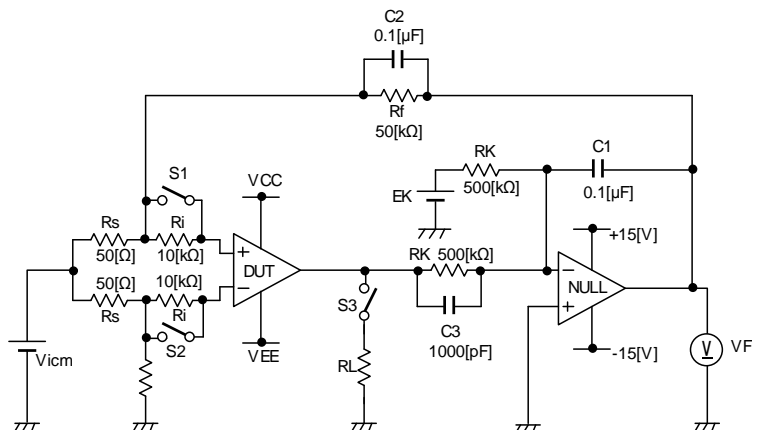 C2
0.1[µF]
Rf
50[kΩ]
S1
VCC
RK
500[kΩ]
C1
0.1[µF]
EK
Rs
50[Ω]
Ri
10[kΩ]
+15[V]
+
DUT
−
RK 500[kΩ]
−
NULL
+
50[Ω]
Rs
10[kΩ]
Ri
S3
C3
1000[pF]
Vicm
S2
VEE
RL
-15[V]
V
VF